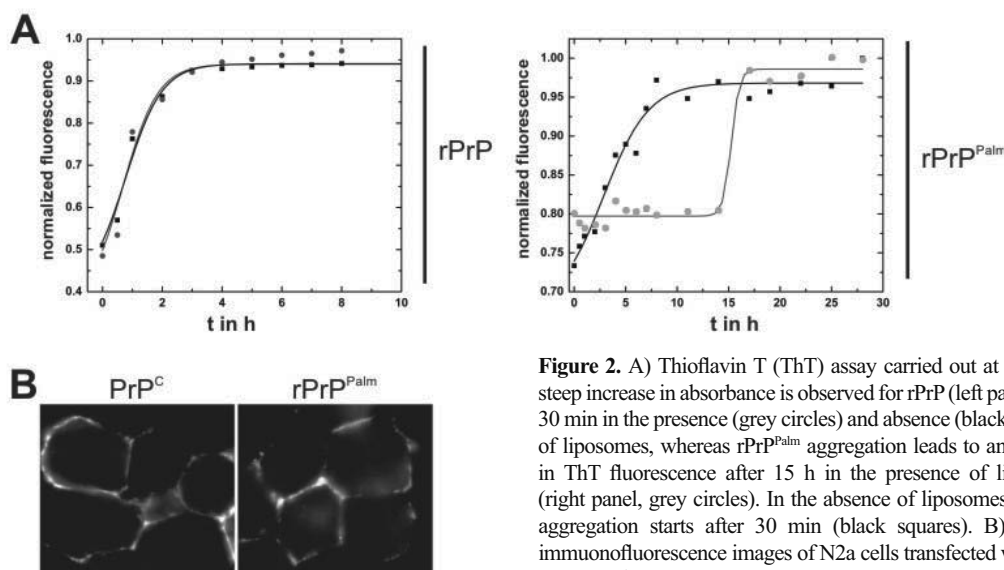 A
normalized fluorescence
1.0
0.9
0.8
0.7
0.6
0.5
0.4
0 2 4 6 8 10
t in h
rPrP
normalized fluorescence
1.00
0.95
0.90
0.85
0.80
0.75
0.70
0 5 10 15 20 25 30
t in h
rPrP^Palm
B
PrP^C
rPrP^Palm
Figure 2. A) Thioflavin T (ThT) assay carried out at
steep increase in absorbance is observed for rPrP (left pa
30 min in the presence (grey circles) and absence (black
of liposomes, whereas rPrP^Palm aggregation leads to an
in ThT fluorescence after 15 h in the presence of li
(right panel, grey circles). In the absence of liposomes
aggregation starts after 30 min (black squares). B)
immuonofluorescence images of N2a cells transfected